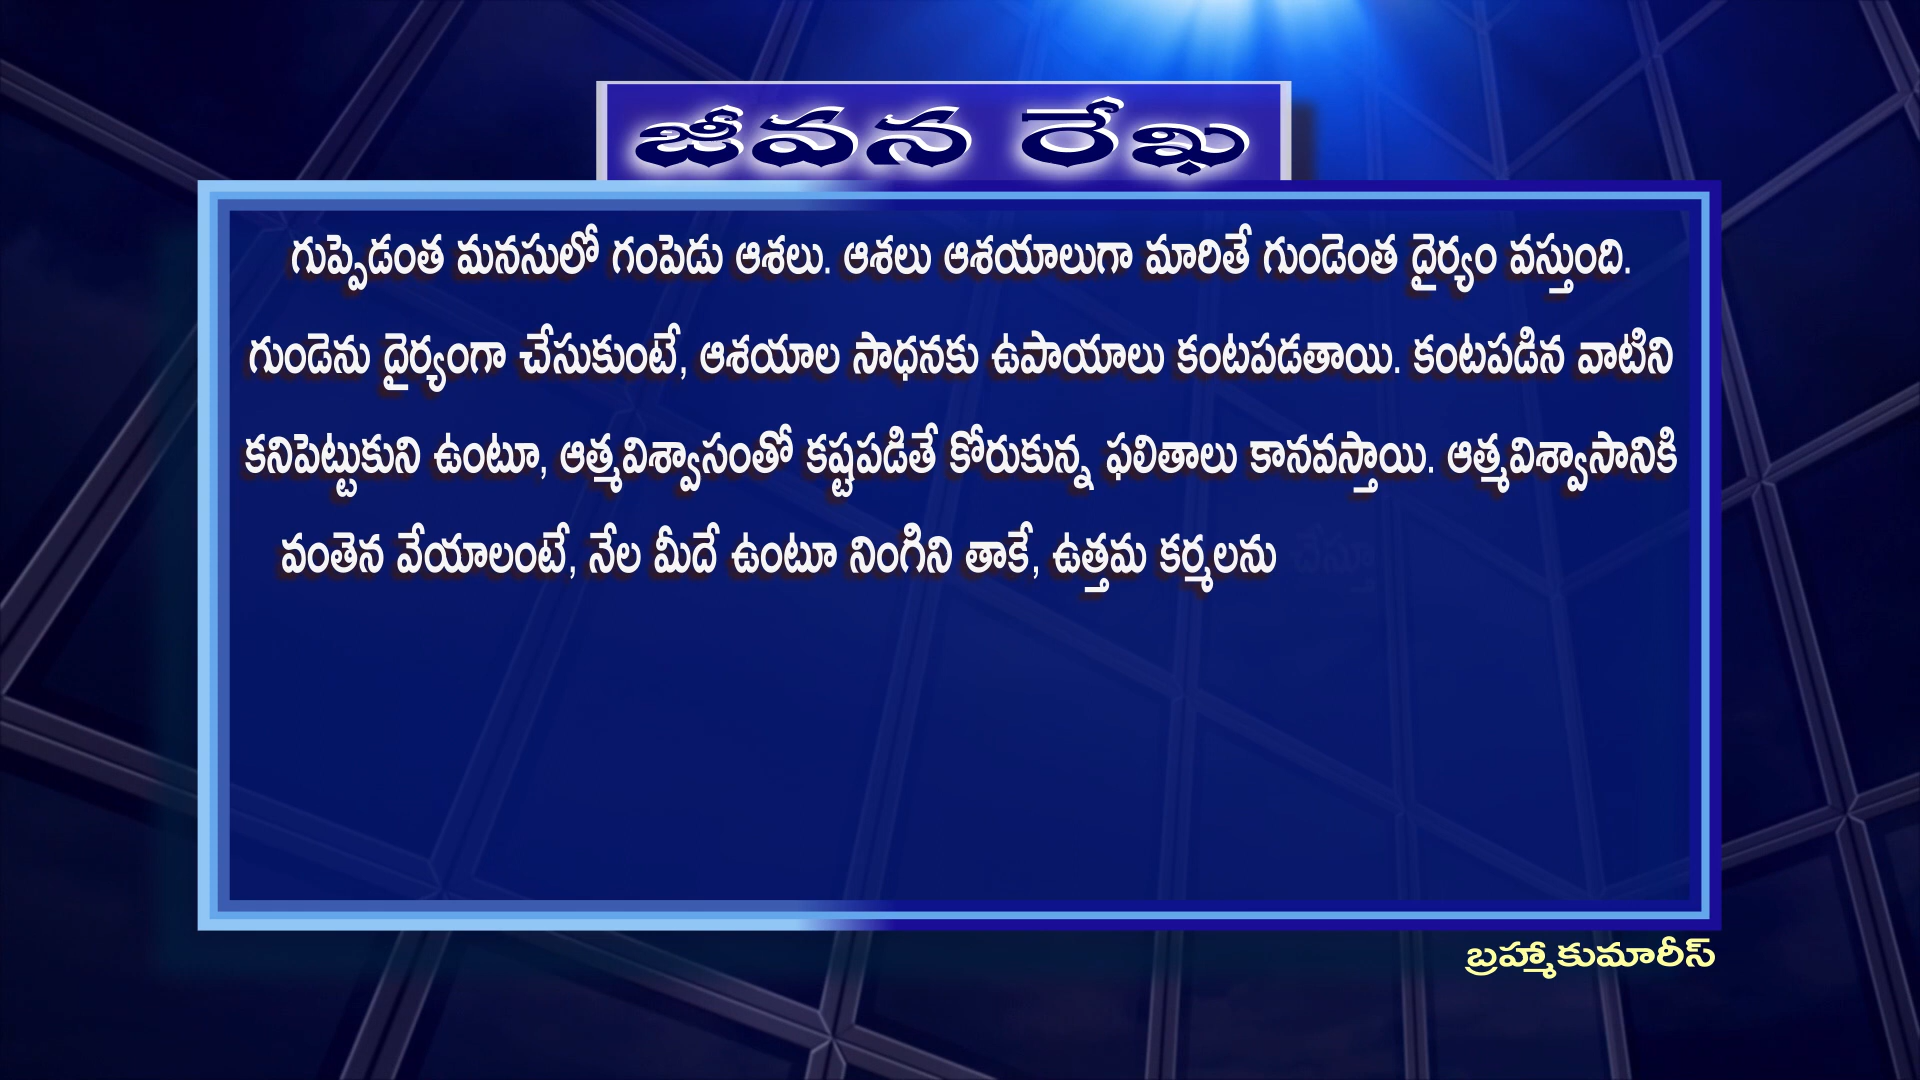 జీవన రేఖ
గుప్పెడంత మనసులో గంపెడు ఆశలు. ఆశలు ఆశయాలుగా మారితే గుండెంత దైర్యం వస్తుంది.
గుండెను దైర్యంగా చేసుకుంటే, ఆశయాల సాధనకు ఉపాయాలు కంటపడతాయి. కంటపడిన వాటిని
కనిపెట్టుకుని ఉంటూ, ఆత్మవిశ్వాసంతో కష్టపడితే కోరుకున్న ఫలితాలు కానవస్తాయి. ఆత్మవిశ్వాసానికి
వంతెన వేయాలంటే, నేల మీదే ఉంటూ నింగిని తాకే, ఉత్తమ కర్మలను
బ్రహ్మాకుమారీస్